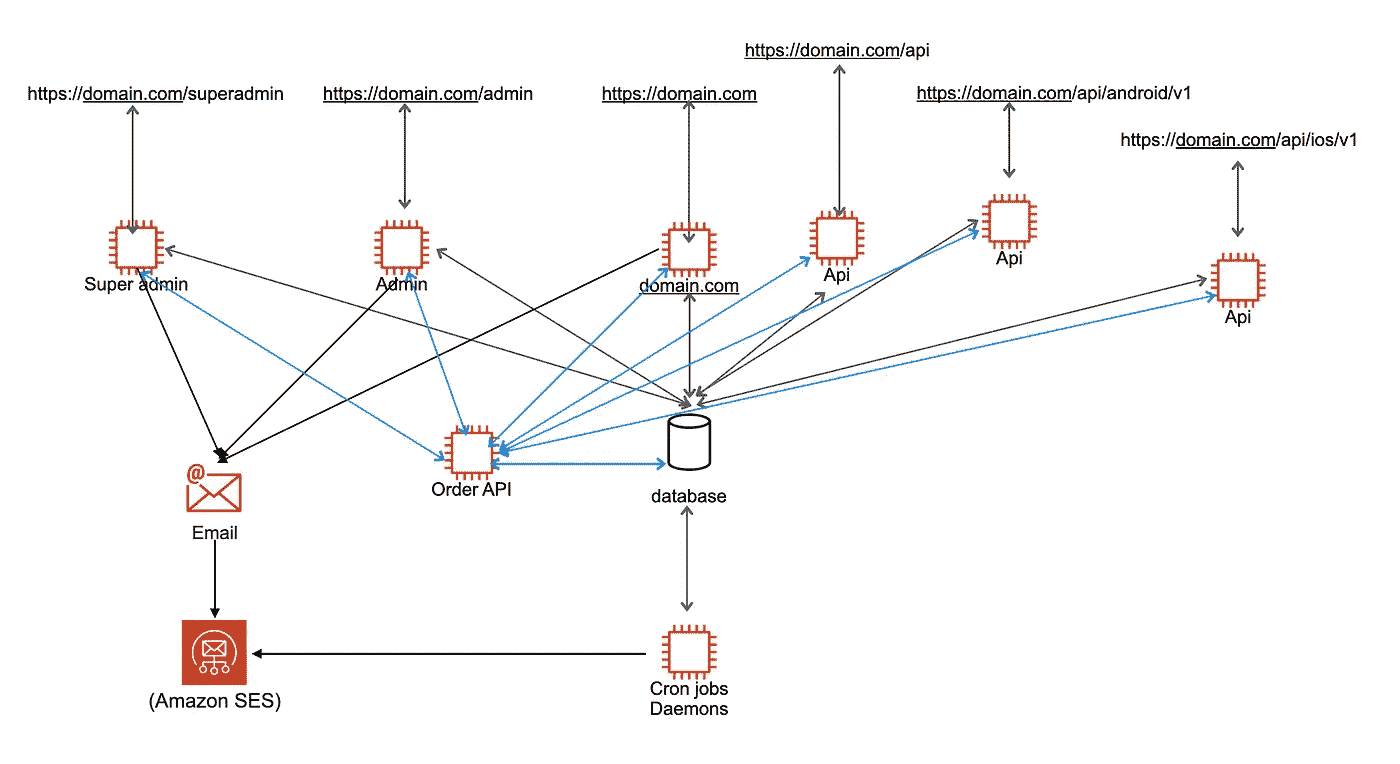 https://domain.com/api
https://domain.com/superadmin
https://domain.com/admin
https://domain.com
https://domain.com/api/android/v1
https://domain.com/api/ios/v1
Super admin
Admin
domain.com
Api
Api
Api
@
Email
Order API
database
(Amazon SES)
Cron jobs
Daemons